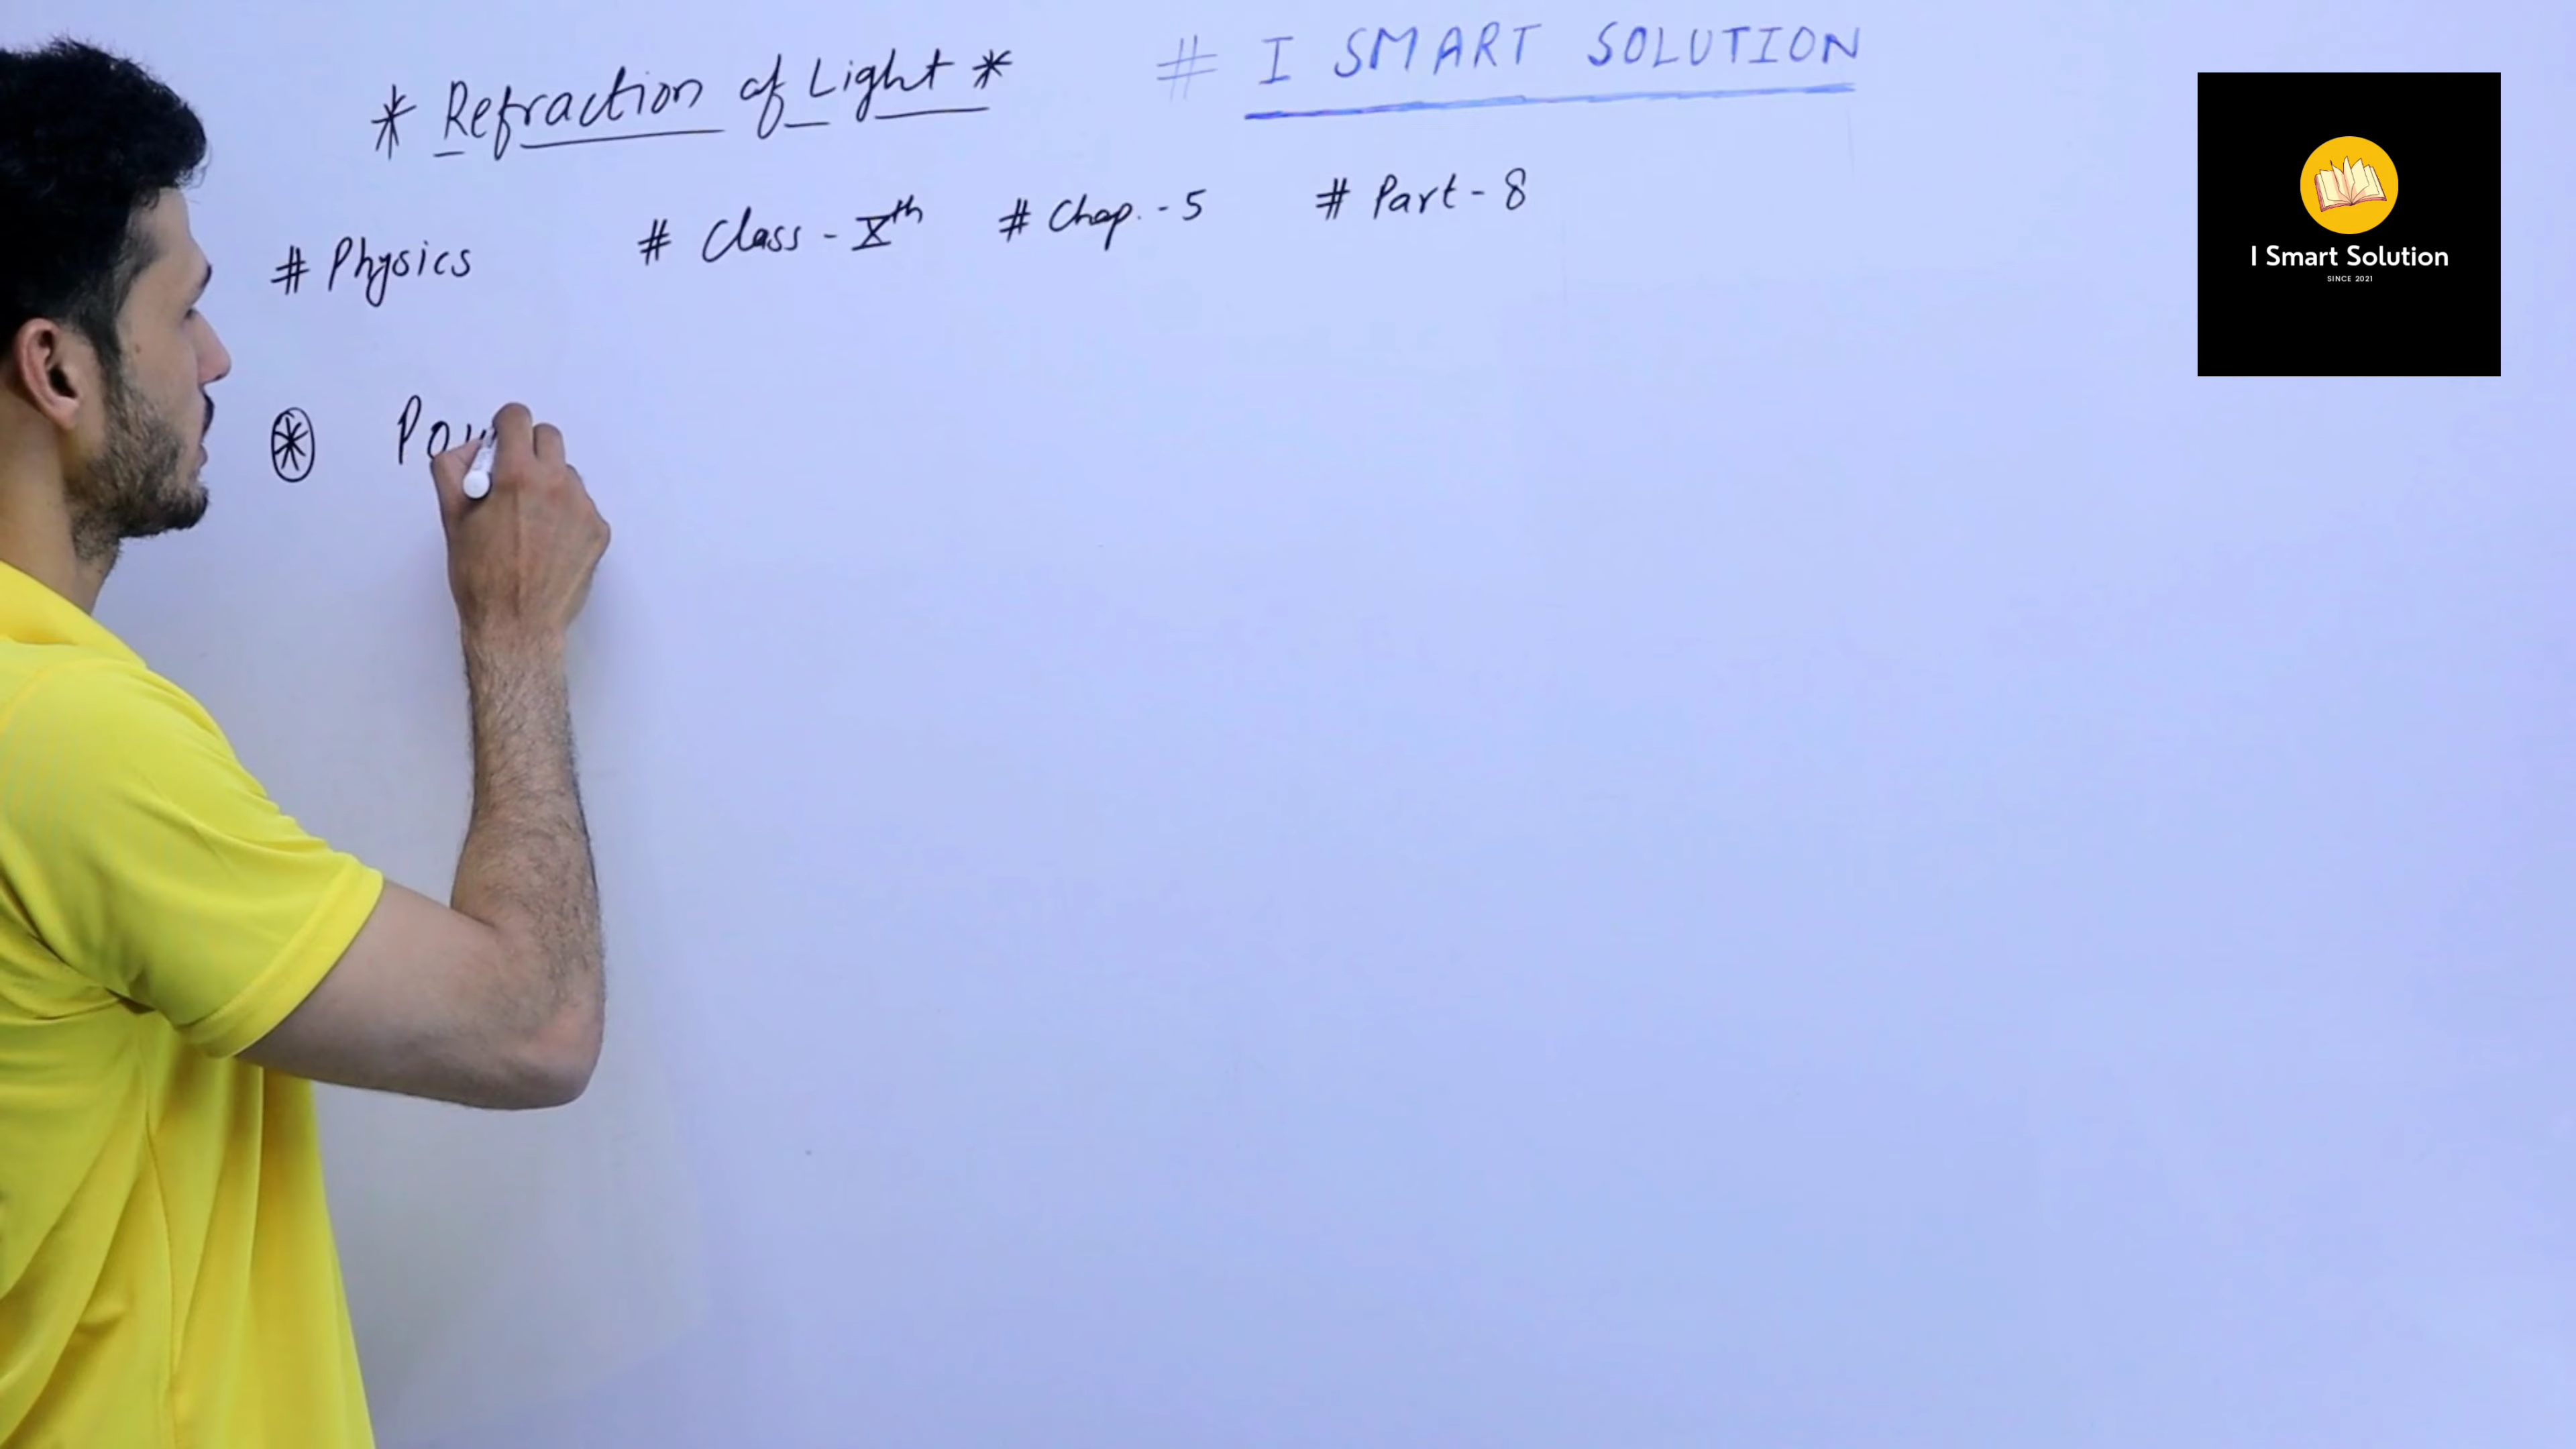 * Refraction of Light *
# I SMART SOLUTION
# Physics # Class - Xth # Chap. - 5 # Part - 8
I Smart Solution
SINCE 2021